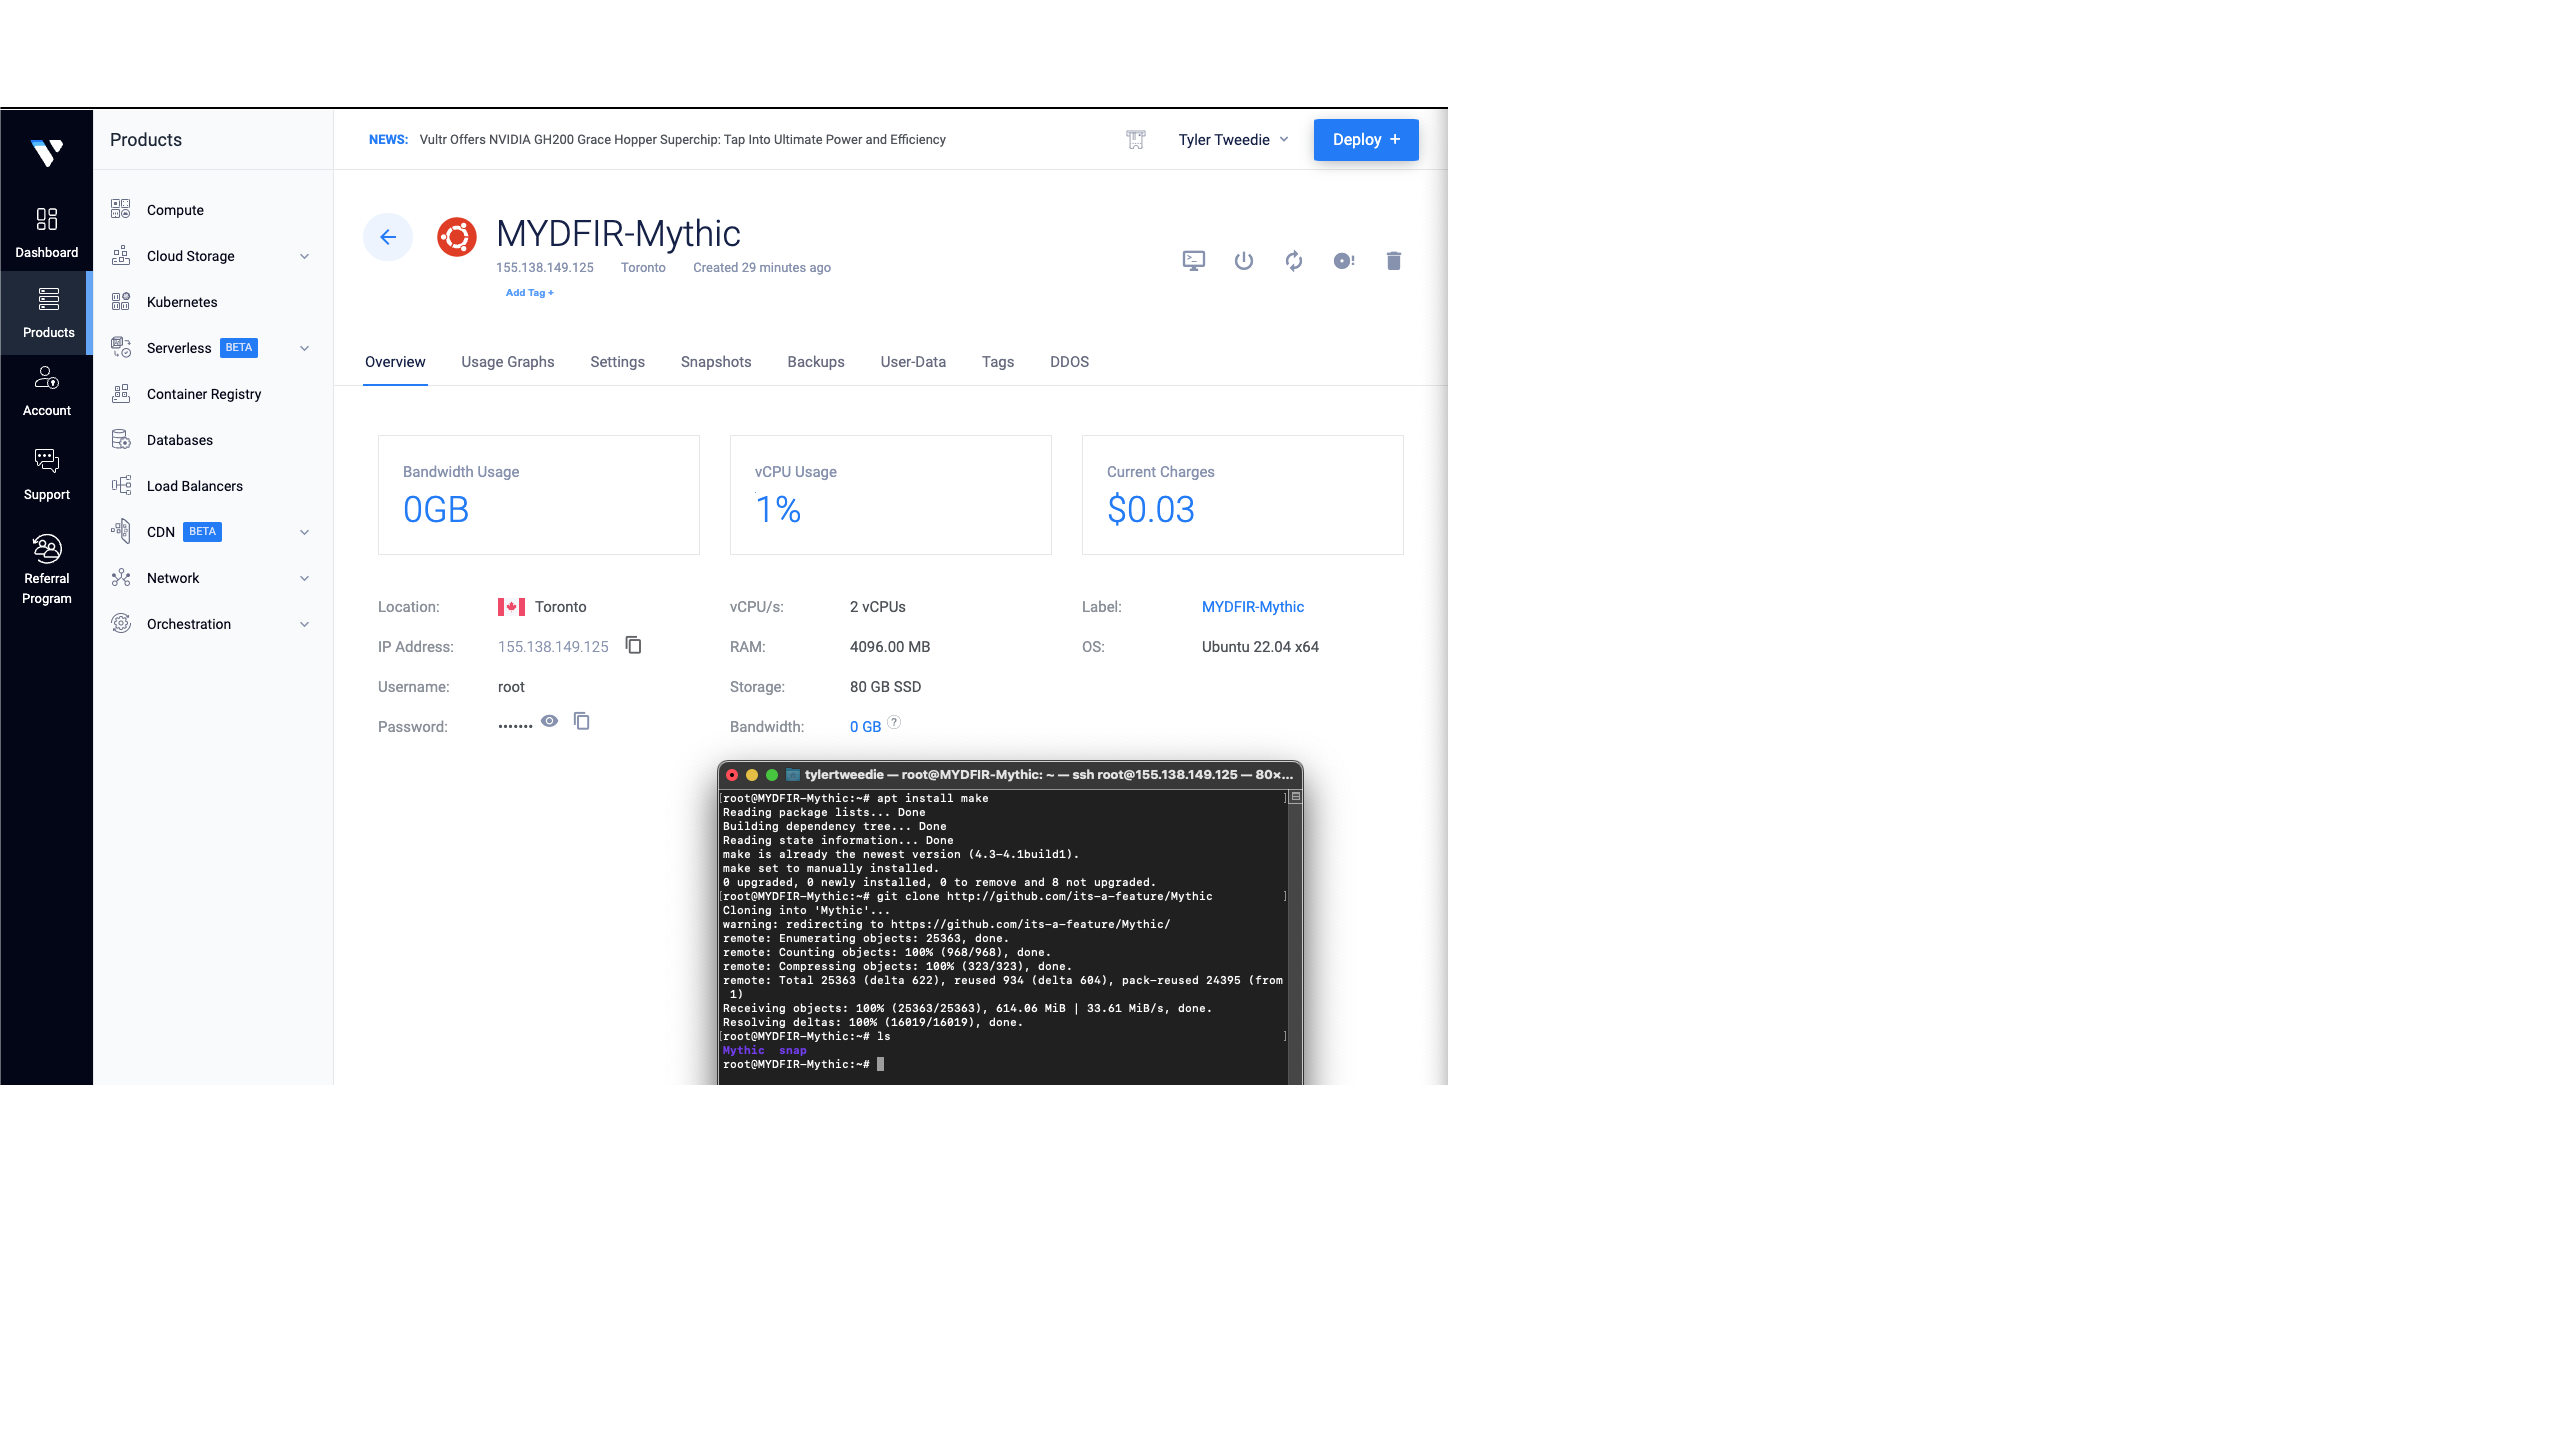 Products
NEWS: Vultr Offers NVIDIA GH200 Grace Hopper Superchip: Tap Into Ultimate Power and Efficiency
Tyler Tweedie
Deploy +
Dashboard
Products
Account
Support
Referral
Program
Compute
Cloud Storage
Kubernetes
Serverless BETA
Container Registry
Databases
Load Balancers
CDN BETA
Network
Orchestration
MYDFIR-Mythic
155.138.149.125 Toronto Created 29 minutes ago
Add Tag +
Overview Usage Graphs Settings Snapshots Backups User-Data Tags DDOS
Bandwidth Usage
0GB
vCPU Usage
1%
Current Charges
$0.03
Location: Toronto
IP Address: 155.138.149.125
Username: root
Password: •••••••
vCPU/s: 2 vCPUs
RAM: 4096.00 MB
Storage: 80 GB SSD
Bandwidth: 0 GB ?
Label: MYDFIR-Mythic
OS: Ubuntu 22.04 x64
tylertweedie — root@MYDFIR-Mythic: ~ — ssh root@155.138.149.125 — 80×...
[root@MYDFIR-Mythic:~# apt install make ]
Reading package lists... Done
Building dependency tree... Done
Reading state information... Done
make is already the newest version (4.3-4.1build1).
make set to manually installed.
0 upgraded, 0 newly installed, 0 to remove and 8 not upgraded.
[root@MYDFIR-Mythic:~# git clone http://github.com/its-a-feature/Mythic ]
Cloning into 'Mythic'...
warning: redirecting to https://github.com/its-a-feature/Mythic/
remote: Enumerating objects: 25363, done.
remote: Counting objects: 100% (968/968), done.
remote: Compressing objects: 100% (323/323), done.
remote: Total 25363 (delta 622), reused 934 (delta 604), pack-reused 24395 (from
1)
Receiving objects: 100% (25363/25363), 614.06 MiB | 33.61 MiB/s, done.
Resolving deltas: 100% (16019/16019), done.
[root@MYDFIR-Mythic:~# ls ]
Mythic snap
root@MYDFIR-Mythic:~#